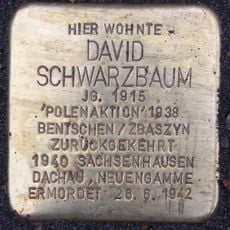 HIER WOHNTE
DAVID
SCHWARZBAUM
JG. 1915
'POLENAKTION' 1938
BENTSCHEN/ZBASZYN
ZURÜCKGEKEHRT
1940 SACHSENHAUSEN
DACHAU, NEUENGAMME
ERMORDET 26.6.1942